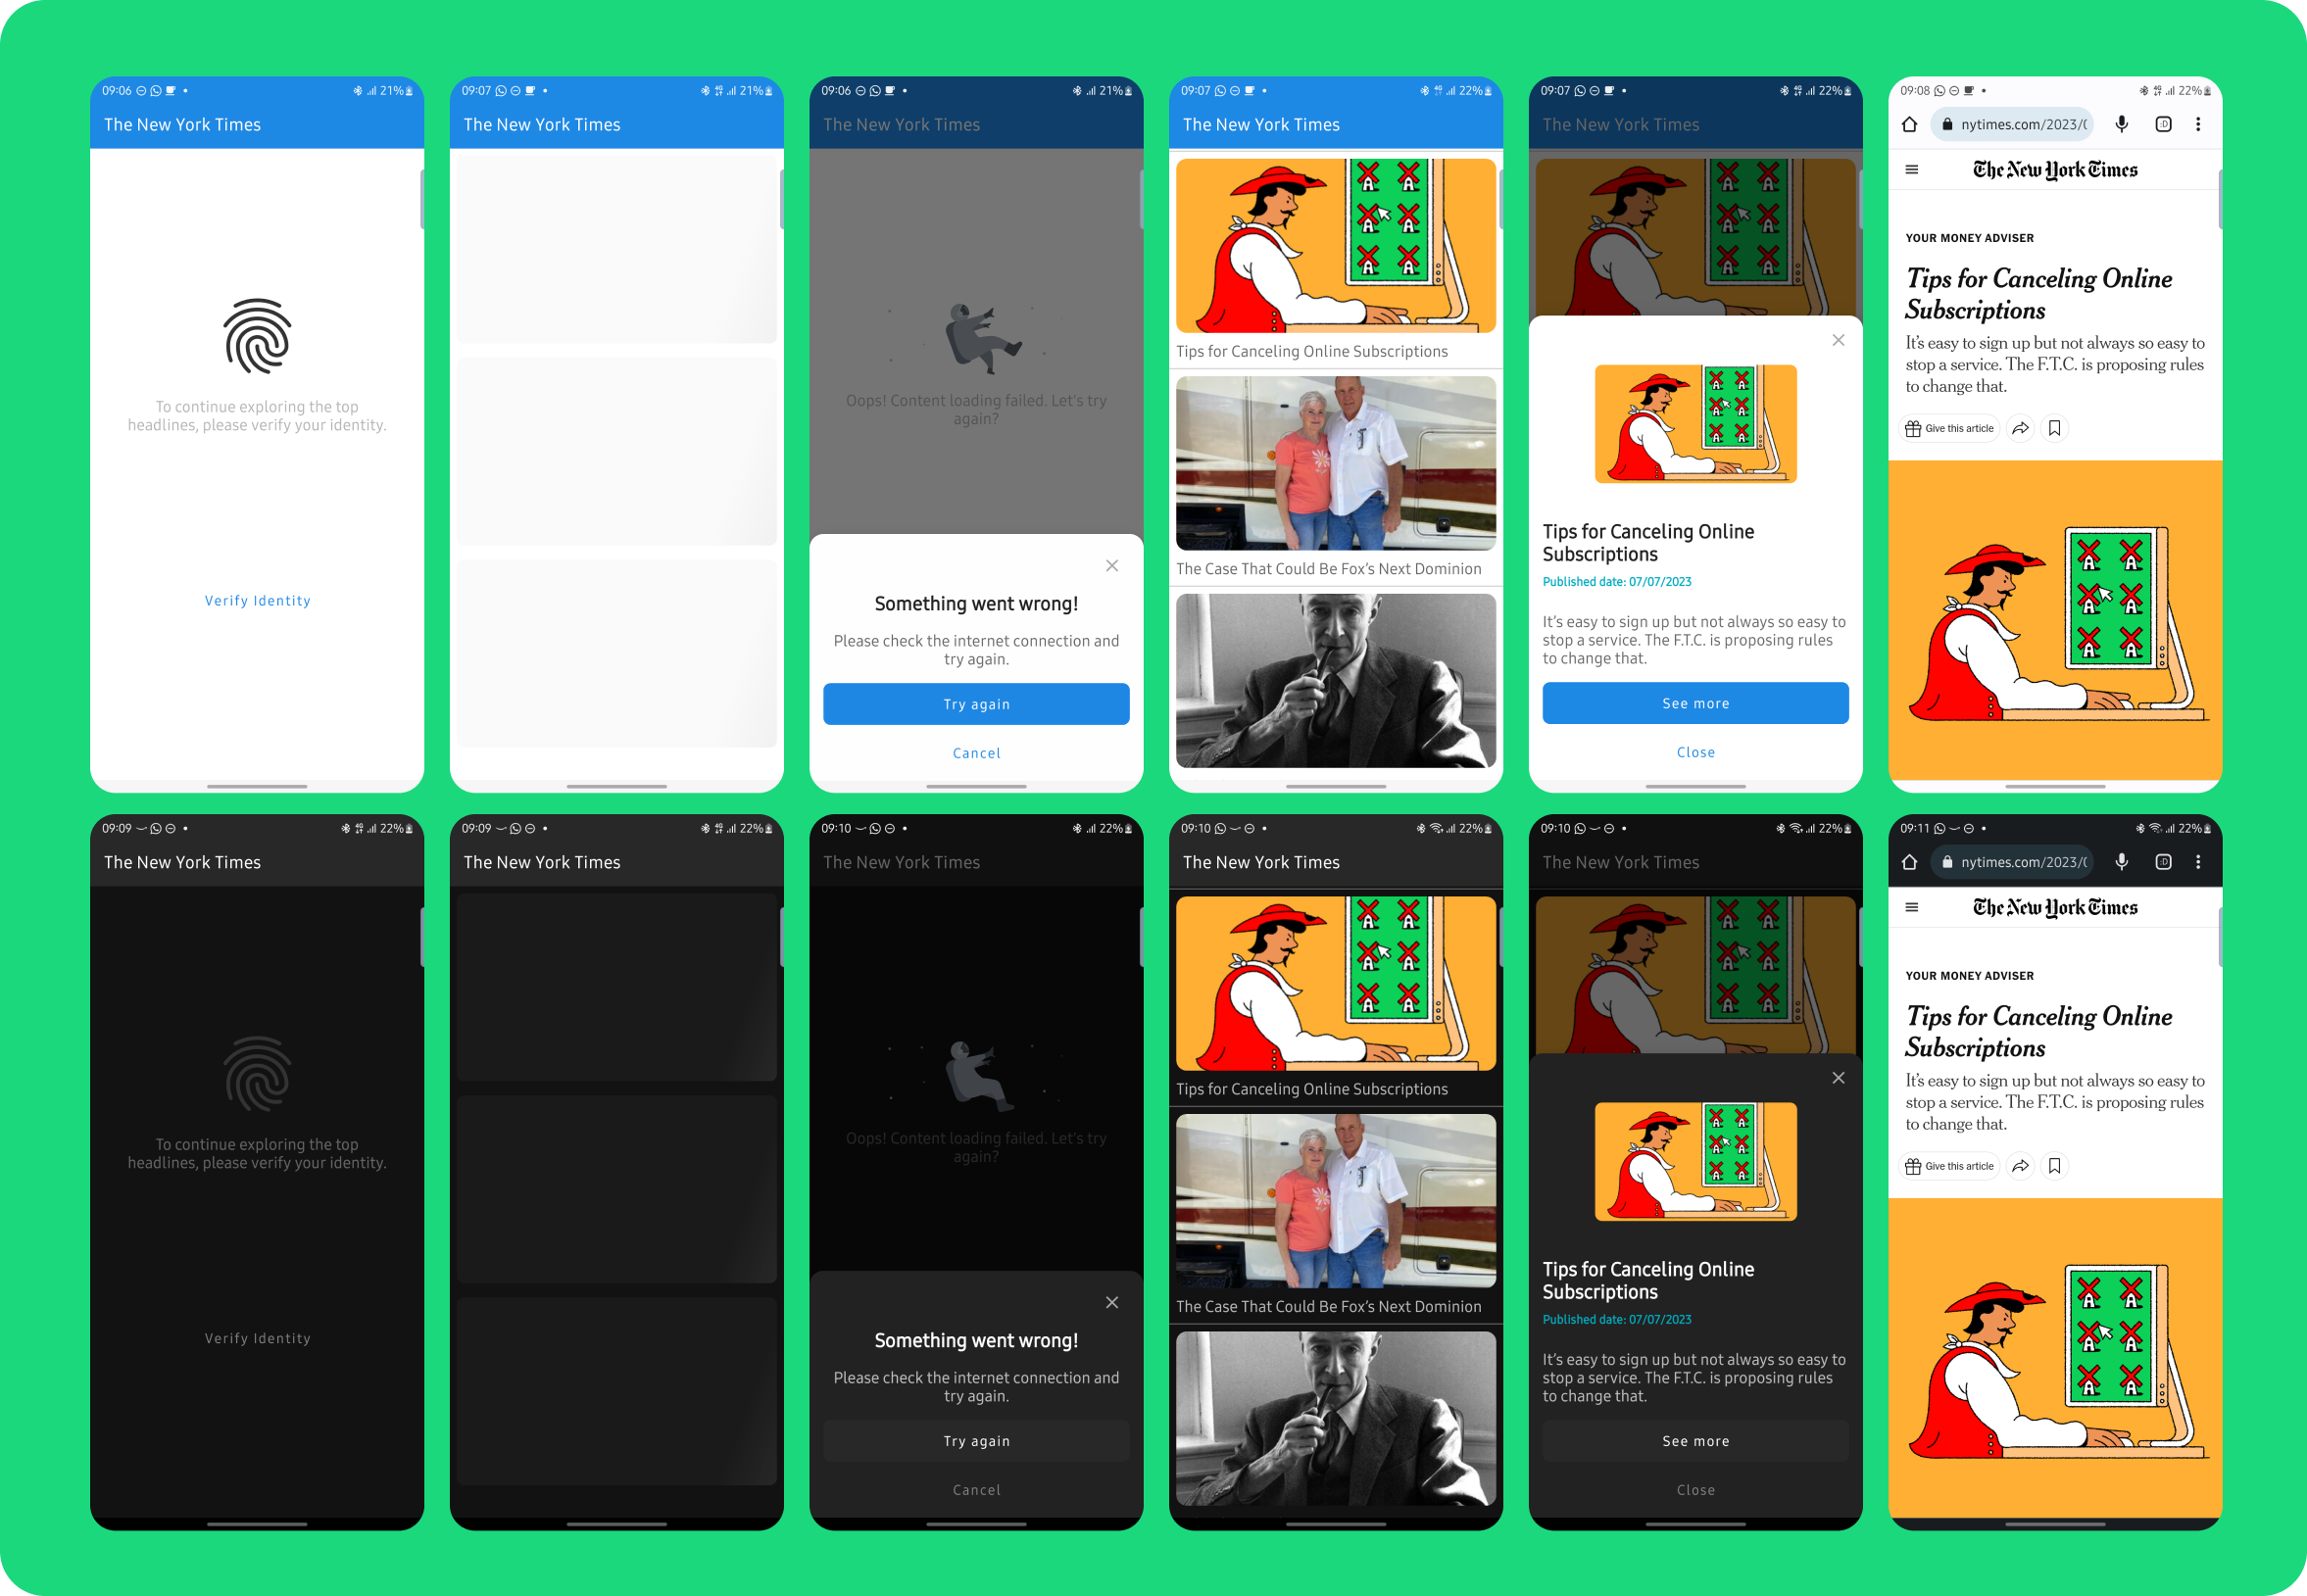 09:06
21%
The New York Times
To continue exploring the top
headlines, please verify your identity.
Verify Identity
09:07
4G
21%
The New York Times
09:06
21%
The New York Times
Oops! Content loading failed. Let's try
again?
Something went wrong!
Please check the internet connection and
try again.
Try again
Cancel
09:07
4G
22%
The New York Times
Tips for Canceling Online Subscriptions
The Case That Could Be Fox's Next Dominion
09:07
4G
22%
The New York Times
Tips for Canceling Online
Subscriptions
Published date: 07/07/2023
It's easy to sign up but not always so easy to
stop a service. The F.T.C. is proposing rules
to change that.
See more
Close
09:08
4G
22%
nytimes.com/2023/0
:D
The New York Times
YOUR MONEY ADVISER
Tips for Canceling Online
Subscriptions
It's easy to sign up but not always so easy to
stop a service. The F.T.C. is proposing rules
to change that.
Give this article
09:09
4G
22%
The New York Times
To continue exploring the top
headlines, please verify your identity.
Verify Identity
09:09
4G
22%
The New York Times
09:10
22%
The New York Times
Oops! Content loading failed. Let's try
again?
Something went wrong!
Please check the internet connection and
try again.
Try again
Cancel
09:10
22%
The New York Times
Tips for Canceling Online Subscriptions
The Case That Could Be Fox's Next Dominion
09:10
22%
The New York Times
Tips for Canceling Online
Subscriptions
Published date: 07/07/2023
It's easy to sign up but not always so easy to
stop a service. The F.T.C. is proposing rules
to change that.
See more
Close
09:11
22%
nytimes.com/2023/0
:D
The New York Times
YOUR MONEY ADVISER
Tips for Canceling Online
Subscriptions
It's easy to sign up but not always so easy to
stop a service. The F.T.C. is proposing rules
to change that.
Give this article